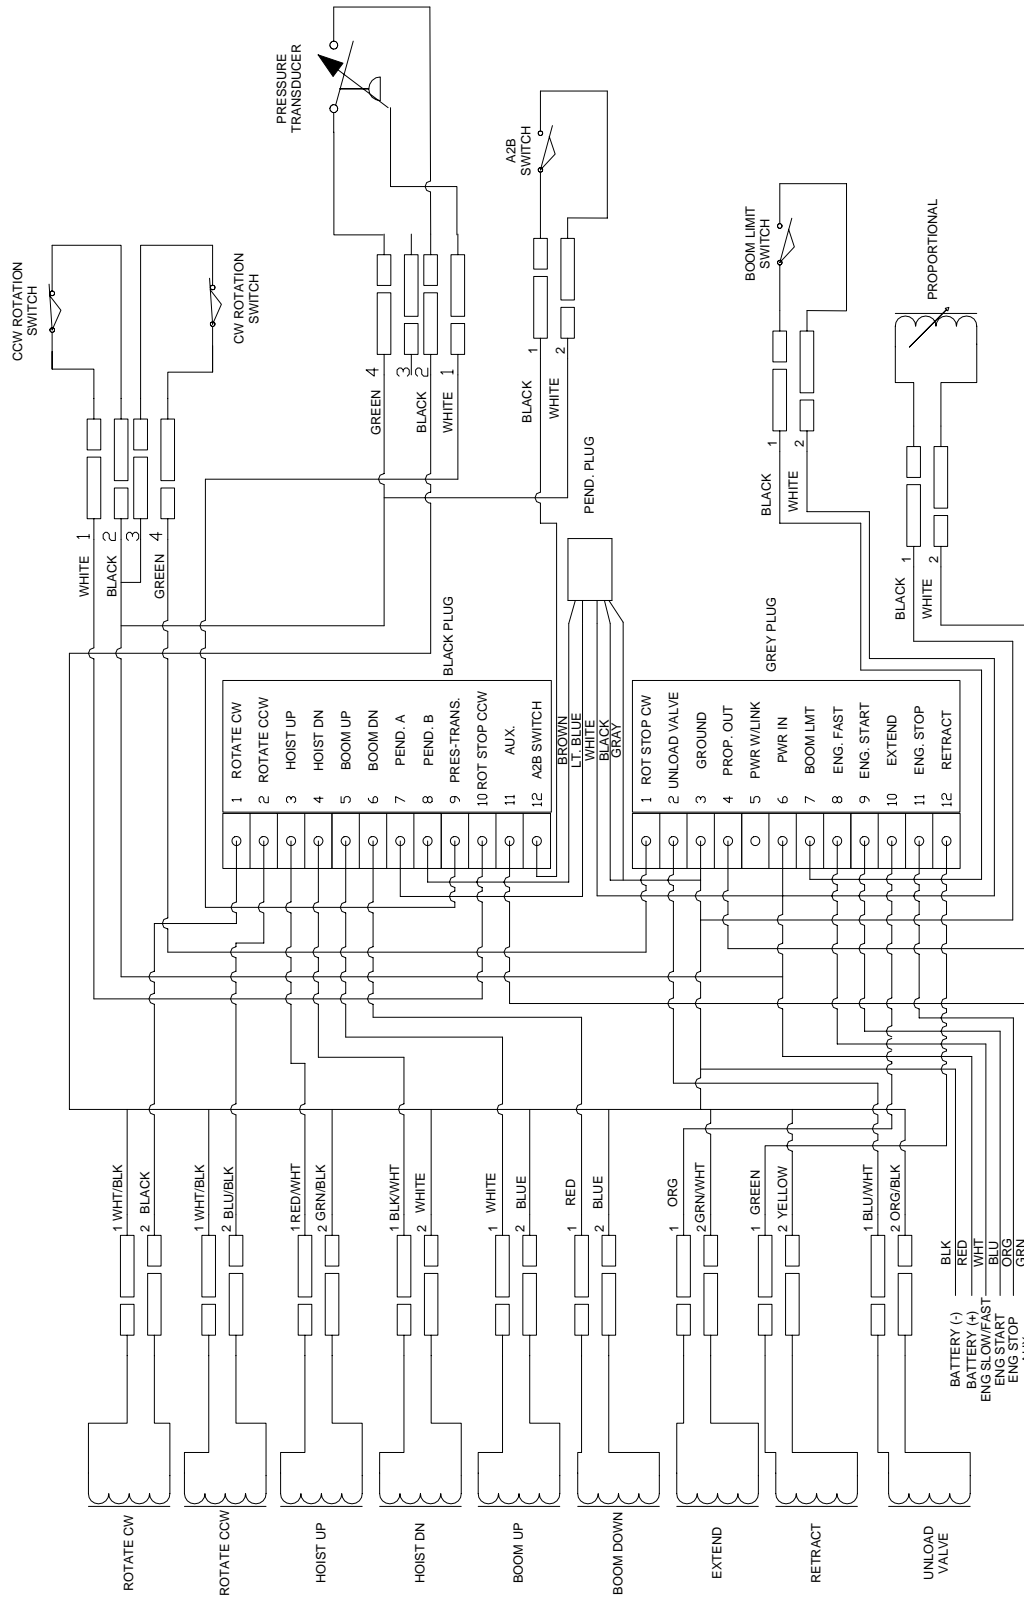 CCW ROTATION
SWITCH
CW ROTATION
SWITCH
PRESSURE
TRANSDUCER
A2B
SWITCH
BOOM LIMIT
SWITCH
PROPORTIONAL
WHITE 1
BLACK 2
3
GREEN 4
GREEN 4
3
BLACK 2
WHITE 1
BLACK 1
WHITE 2
BLACK 1
WHITE 2
BLACK 1
WHITE 2
PEND. PLUG
BROWN
LT. BLUE
WHITE
BLACK
GRAY
BLACK PLUG
1 ROTATE CW
2 ROTATE CCW
3 HOIST UP
4 HOIST DN
5 BOOM UP
6 BOOM DN
7 PEND. A
8 PEND. B
9 PRES-TRANS.
10 ROT STOP CCW
11 AUX.
12 A2B SWITCH
GREY PLUG
1 ROT STOP CW
2 UNLOAD VALVE
3 GROUND
4 PROP. OUT
5 PWR W/LINK
6 PWR IN
7 BOOM LMT
8 ENG. FAST
9 ENG. START
10 EXTEND
11 ENG. STOP
12 RETRACT
1 WHT/BLK
2 BLACK
1 WHT/BLK
2 BLU/BLK
1 RED/WHT
2 GRN/BLK
1 BLK/WHT
2 WHITE
1 WHITE
2 BLUE
1 RED
2 BLUE
1 ORG
2 GRN/WHT
1 GREEN
2 YELLOW
1 BLU/WHT
2 ORG/BLK
BLK
RED
WHT
BLU
ORG
GRN
BATTERY (-)
BATTERY (+)
ENG SLOW/FAST
ENG START
ENG STOP
ROTATE CW
ROTATE CCW
HOIST UP
HOIST DN
BOOM UP
BOOM DOWN
EXTEND
RETRACT
UNLOAD
VALVE